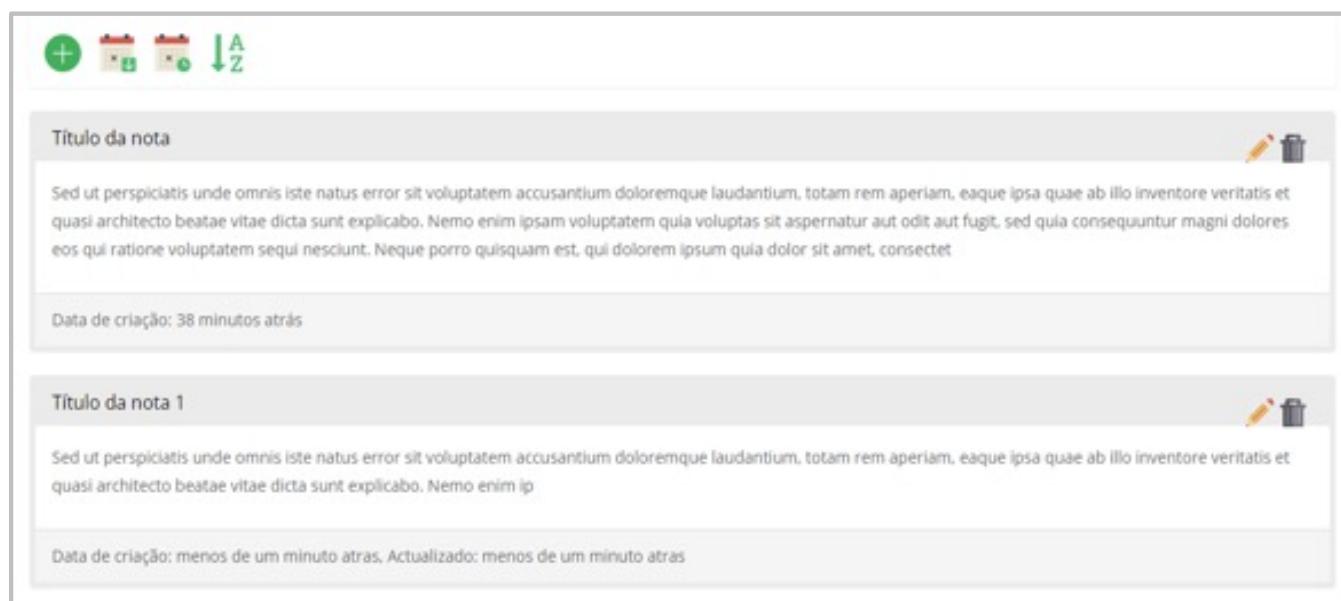 A
Z
Título da nota
Sed ut perspiciatis unde omnis iste natus error sit voluptatem accusantium doloremque laudantium, totam rem aperiam, eaque ipsa quae ab illo inventore veritatis et
quasi architecto beatae vitae dicta sunt explicabo. Nemo enim ipsam voluptatem quia voluptas sit aspernatur aut odit aut fugit, sed quia consequuntur magni dolores
eos qui ratione voluptatem sequi nesciunt. Neque porro quisquam est, qui dolorem ipsum quia dolor sit amet, consectet
Data de criação: 38 minutos atrás
Título da nota 1
Sed ut perspiciatis unde omnis iste natus error sit voluptatem accusantium doloremque laudantium, totam rem aperiam, eaque ipsa quae ab illo inventore veritatis et
quasi architecto beatae vitae dicta sunt explicabo. Nemo enim ip
Data de criação: menos de um minuto atras, Actualizado: menos de um minuto atras